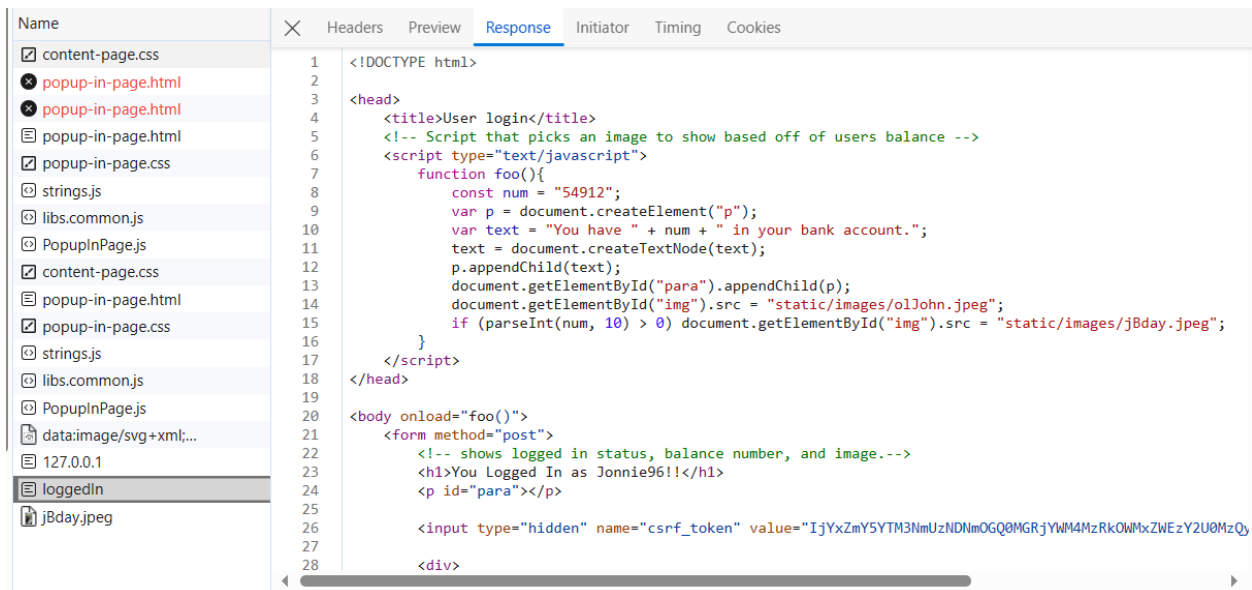 Name
content-page.css
popup-in-page.html
popup-in-page.html
popup-in-page.html
popup-in-page.css
strings.js
libs.common.js
PopupInPage.js
content-page.css
popup-in-page.html
popup-in-page.css
strings.js
libs.common.js
PopupInPage.js
data:image/svg+xml;...
127.0.0.1
loggedIn
jBday.jpeg
Headers Preview Response Initiator Timing Cookies
1 <!DOCTYPE html>
2
3 <head>
4 <title>User login</title>
5 <!-- Script that picks an image to show based off of users balance -->
6 <script type="text/javascript">
7 function foo(){
8 const num = "54912";
9 var p = document.createElement("p");
10 var text = "You have " + num + " in your bank account.";
11 text = document.createTextNode(text);
12 p.appendChild(text);
13 document.getElementById("para").appendChild(p);
14 document.getElementById("img").src = "static/images/olJohn.jpeg";
15 if (parseInt(num, 10) > 0) document.getElementById("img").src = "static/images/jBday.jpeg";
16 }
17 </script>
18 </head>
19
20 <body onload="foo()">
21 <form method="post">
22 <!-- shows logged in status, balance number, and image.-->
23 <h1>You Logged In as Jonnie96!!</h1>
24 <p id="para"></p>
25
26 <input type="hidden" name="csrf_token" value="IjYxZmY5YTM3NmUzNDNmOGQ0MGRjYWM4MzRkOWMxZWEzY2U0MzQy
27
28 <div>